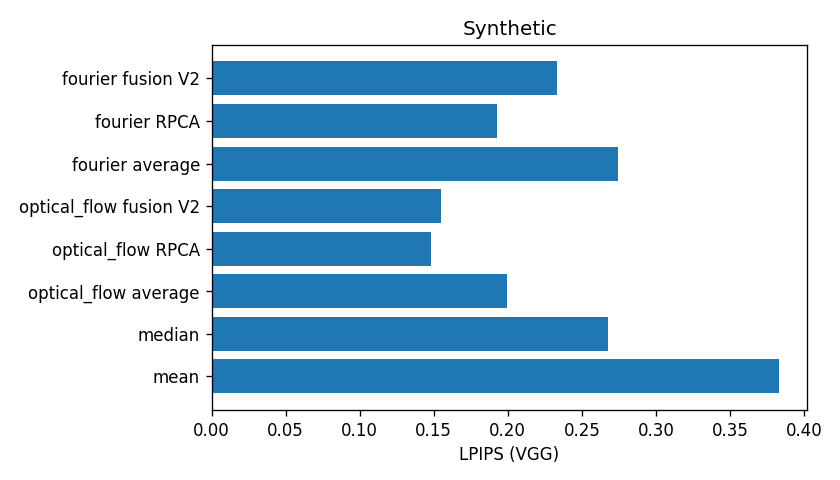 Synthetic
fourier fusion V2
fourier RPCA
fourier average
optical_flow fusion V2
optical_flow RPCA
optical_flow average
median
mean
0.00 0.05 0.10 0.15 0.20 0.25 0.30 0.35 0.40
LPIPS (VGG)